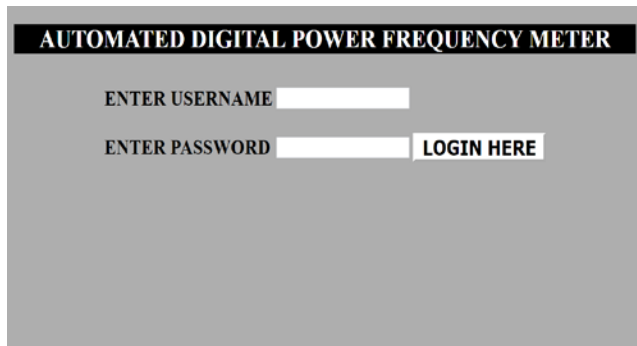 AUTOMATED DIGITAL POWER FREQUENCY METER
ENTER USERNAME
ENTER PASSWORD LOGIN HERE